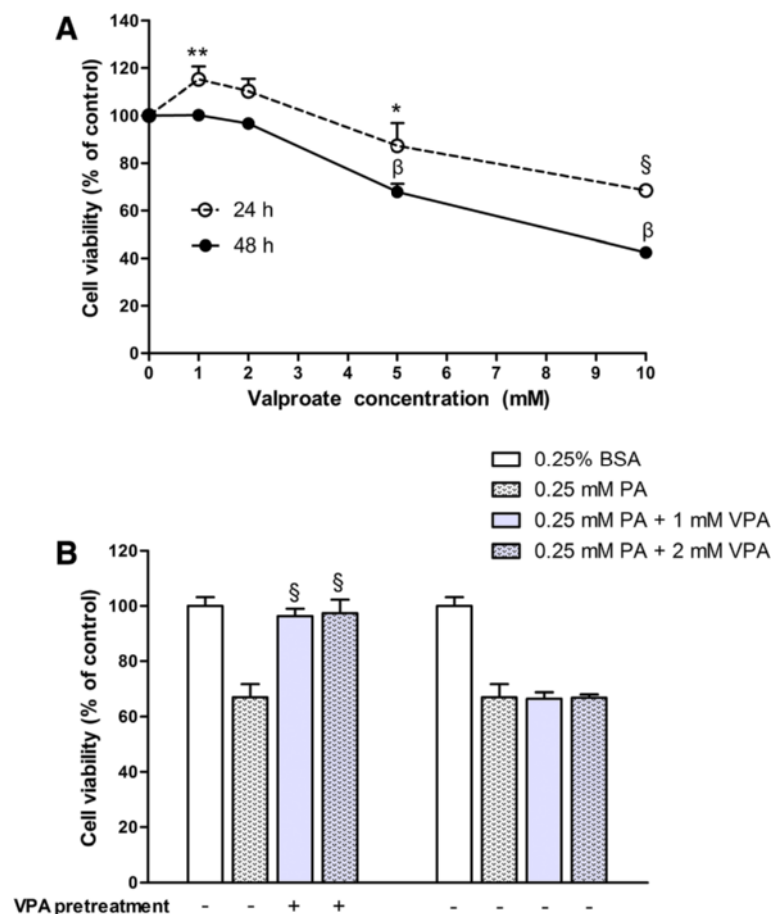 A
Cell viability (% of control)
140
120
100
80
60
40
20
0
**
*
§
β
β
24 h
48 h
0 1 2 3 4 5 6 7 8 9 10
Valproate concentration (mM)
0.25% BSA
0.25 mM PA
0.25 mM PA + 1 mM VPA
0.25 mM PA + 2 mM VPA
B
Cell viability (% of control)
120
100
80
60
40
20
0
§ §
VPA pretreatment - - + + - - - -